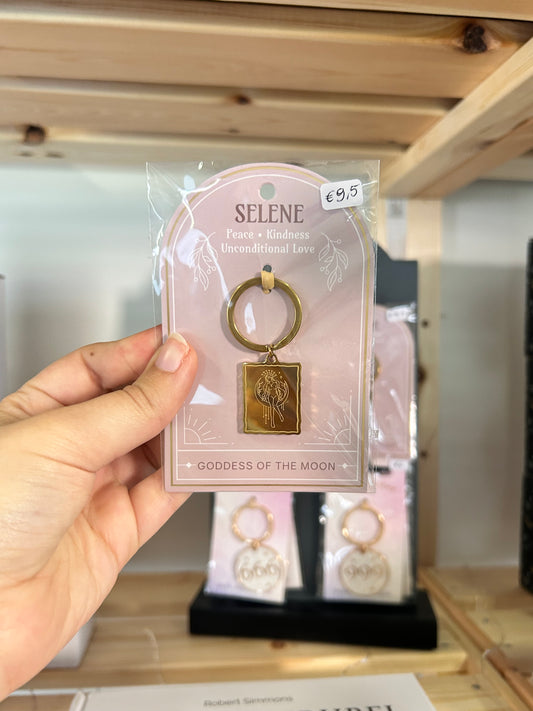 €9,5
SELENE
Peace • Kindness
Unconditional Love
GODDESS OF THE MOON
Robert Simmons